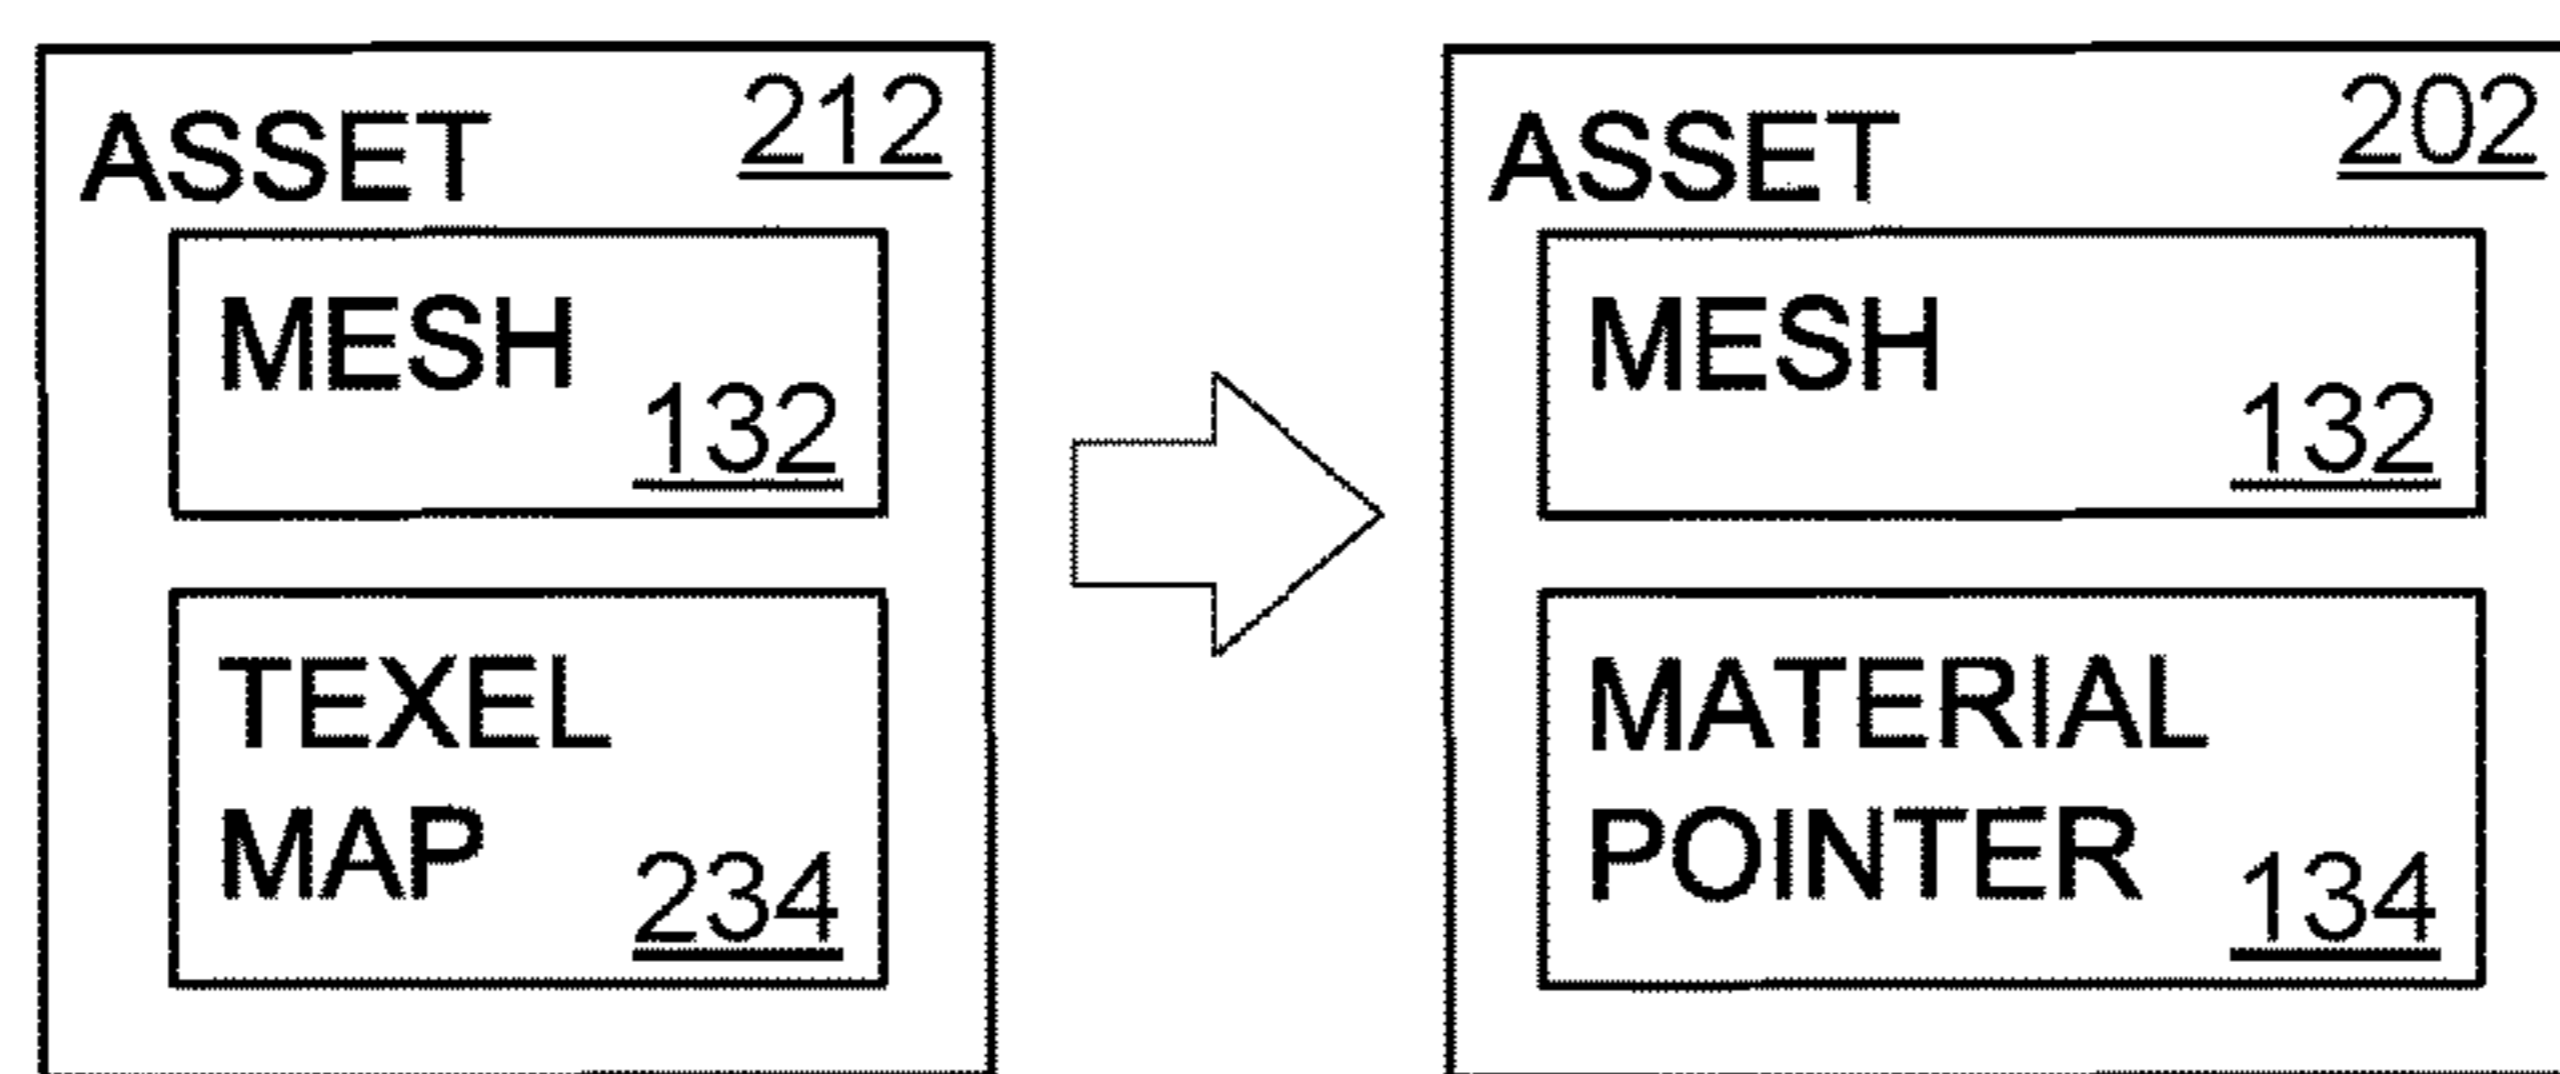 ASSET 212
MESH
132
TEXEL
MAP
234
ASSET 202
MESH
132
MATERIAL
POINTER
134